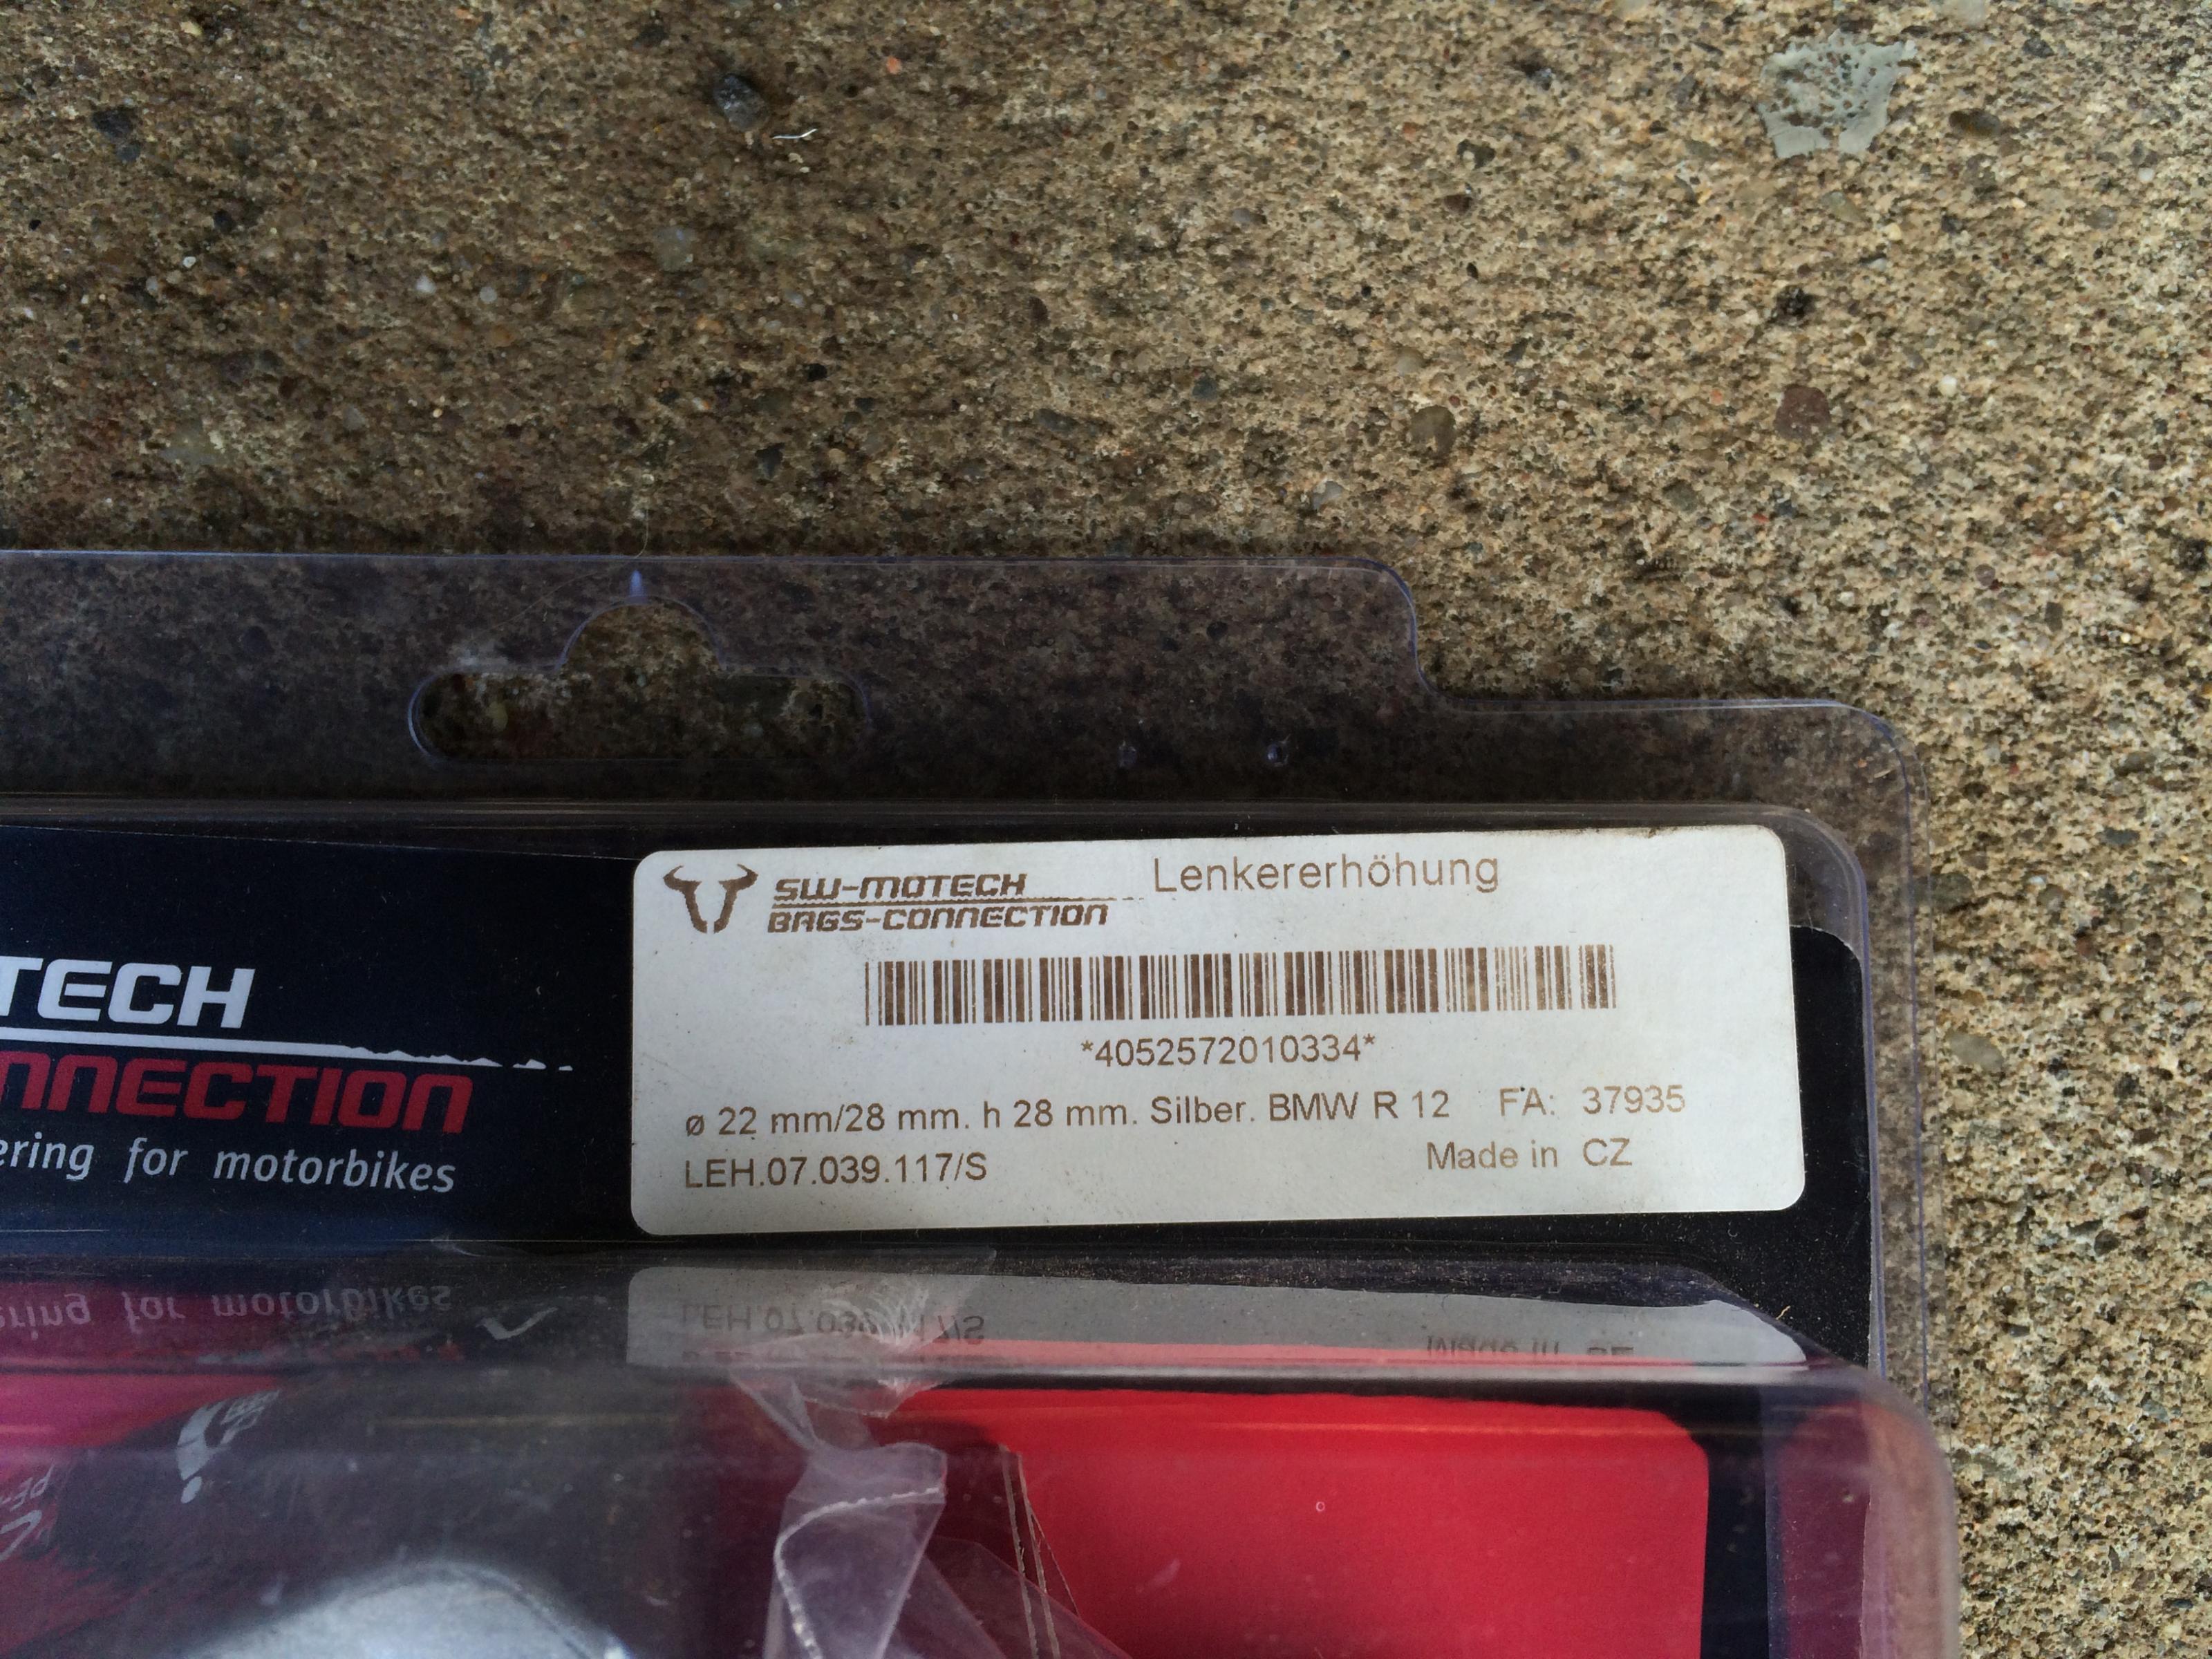 SW-MOTECH
BAGS-CONNECTION
Lenkererhöhung
*4052572010334*
ø 22 mm/28 mm. h 28 mm. Silber. BMW R 12 FA: 37935
LEH.07.039.117/S Made in CZ
TECH
NNECTION
ering for motorbikes